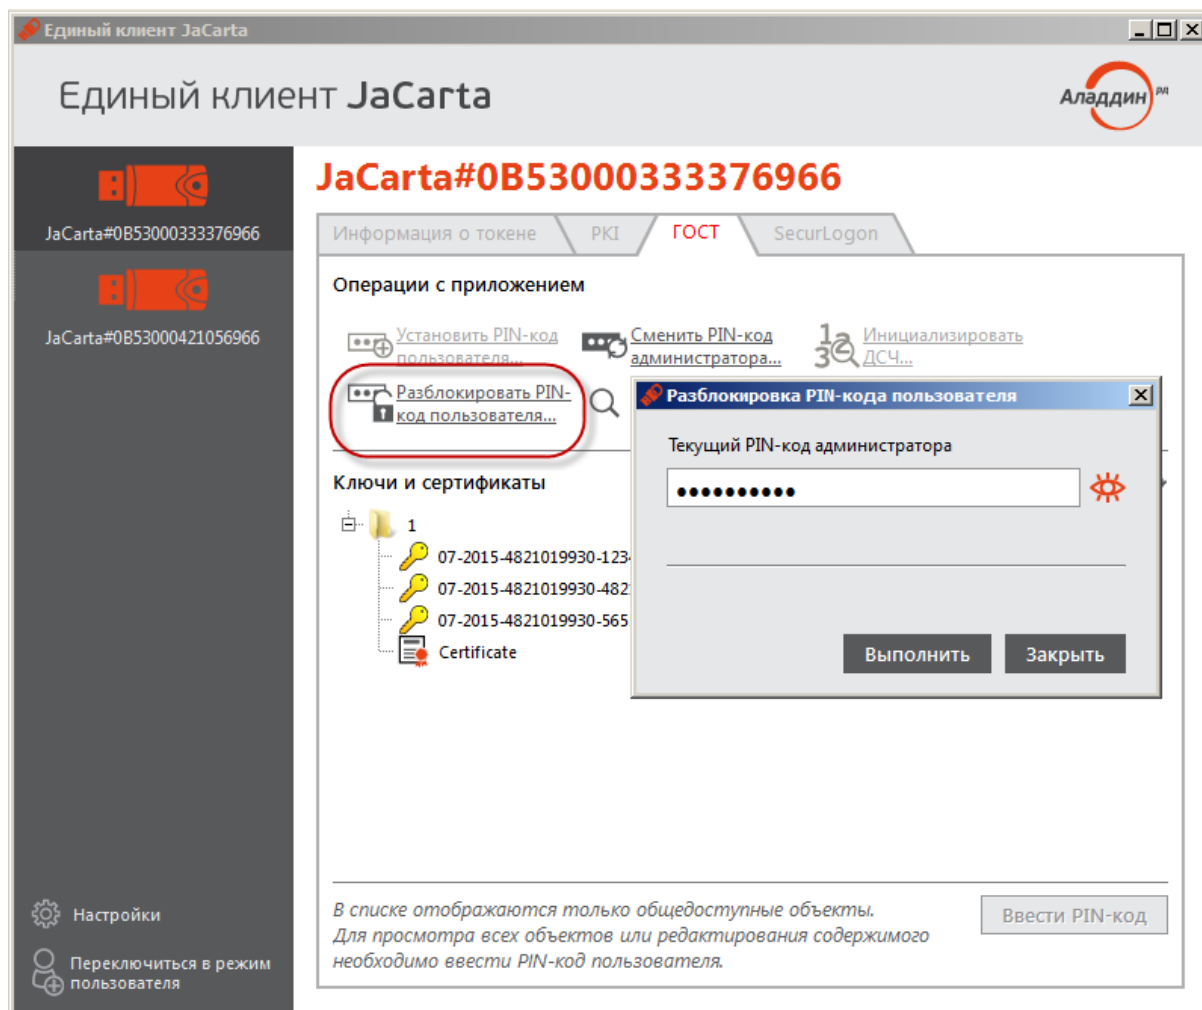 Единый клиент JaCarta
Единый клиент JaCarta
Аладдин РД
JaCarta#0B53000333376966
JaCarta#0B53000421056966
JaCarta#0B53000333376966
Информация о токене
PKI
ГОСТ
SecurLogon
Операции с приложением
Установить PIN-код
пользователя...
Сменить PIN-код
администратора...
Инициализировать
ДСЧ...
Разблокировать PIN-
код пользователя...
Разблокировка PIN-кода пользователя
Текущий PIN-код администратора
Выполнить
Закрыть
Ключи и сертификаты
1
07-2015-4821019930-1234
07-2015-4821019930-482
07-2015-4821019930-565
Certificate
В списке отображаются только общедоступные объекты.
Для просмотра всех объектов или редактирования содержимого
необходимо ввести PIN-код пользователя.
Ввести PIN-код
Настройки
Переключиться в режим
пользователя